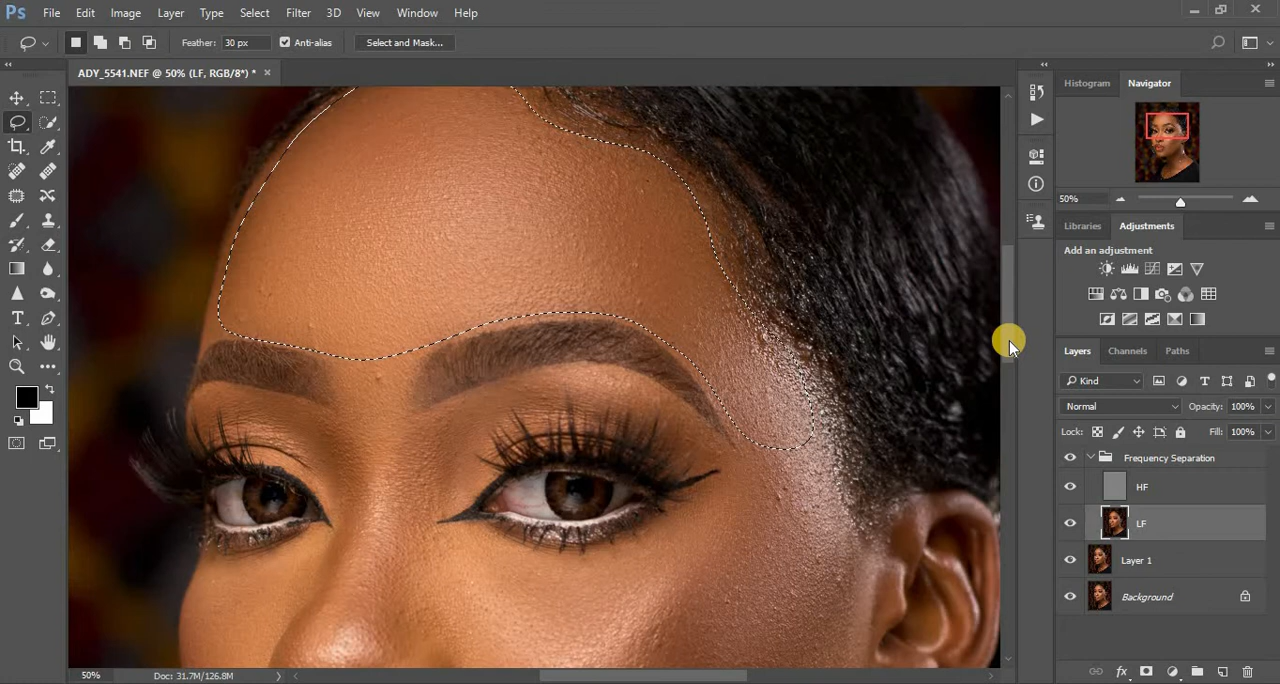 Ps File Edit Image Layer Type Select Filter 3D View Window Help
Feather: 30 px Anti-alias Select and Mask...
ADY_5541.NEF @ 50% (LF, RGB/8*) * ×
Histogram Navigator
50%
Libraries Adjustments
Add an adjustment
Layers Channels Paths
Kind
Normal Opacity: 100%
Lock: Fill: 100%
Frequency Separation
HF
LF
Layer 1
Background
50% Doc: 31.7M/126.8M